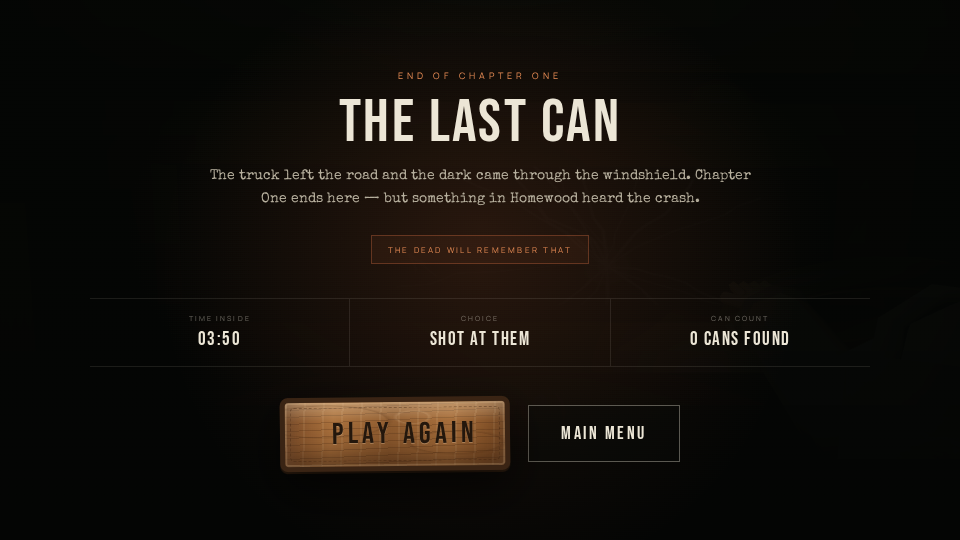 END OF CHAPTER ONE
THE LAST CAN
The truck left the road and the dark came through the windshield. Chapter
One ends here — but something in Homewood heard the crash.
THE DEAD WILL REMEMBER THAT
TIME INSIDE
03:50
CHOICE
SHOT AT THEM
CAN COUNT
0 CANS FOUND
PLAY AGAIN
MAIN MENU